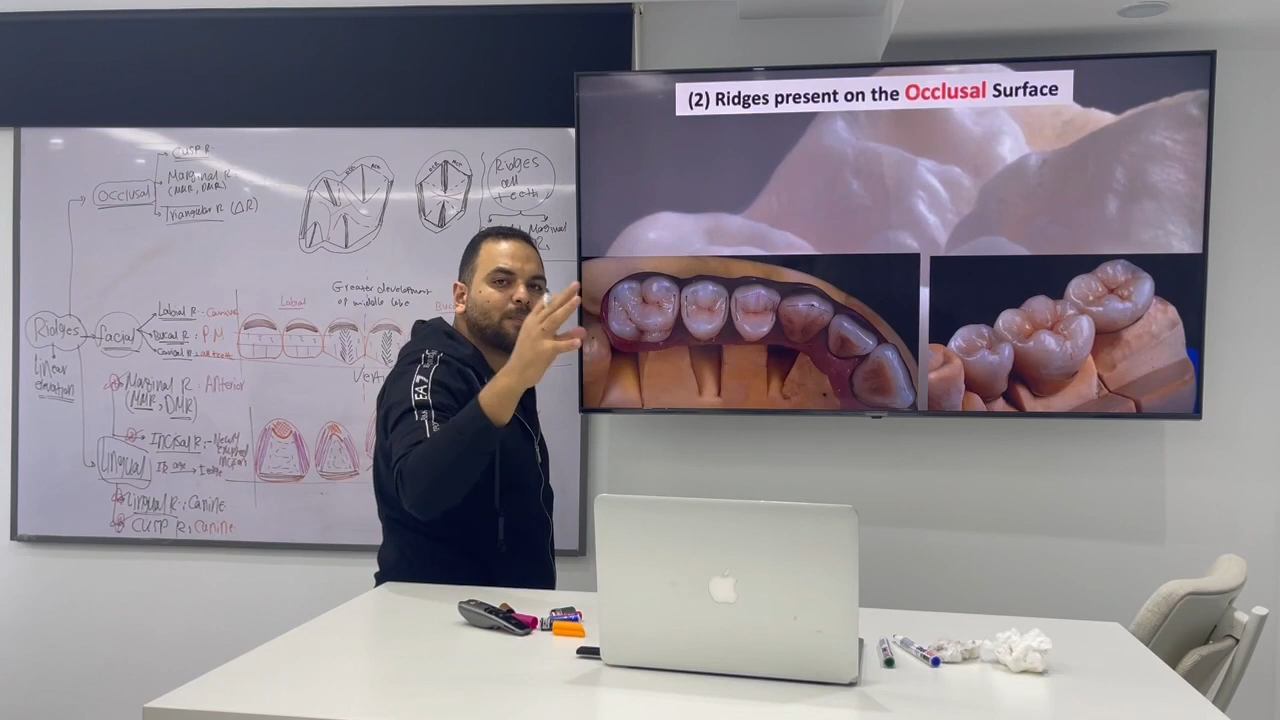 (2) Ridges present on the Occlusal Surface
CUSP R
Marginal R
(MMR, DMR)
Triangular R (ΔR)
Occlusal
Ridges
all
teeth
Marginal
Ridges
linear
elevation
facial
Labial R: Canine
Bucal R: PM
Cervical R: all teeth
Greater development
of middle lobe
Labial
Marginal R: Anterior
(MMR, DMR)
Incisal R:
Lingual
Lingual R: Canine
CUSP R: Canine
EA7